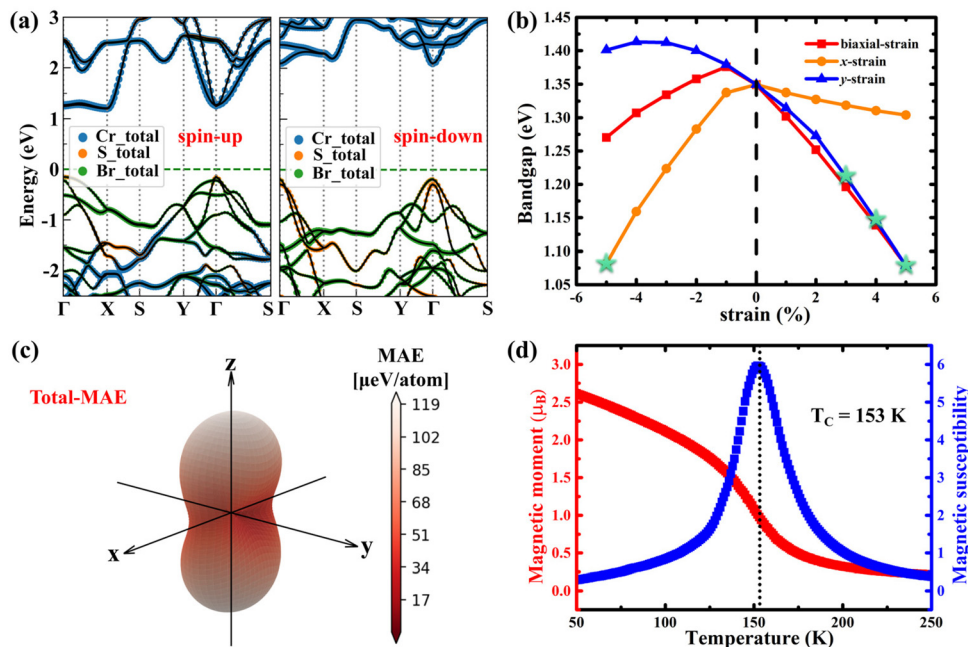 (a)
3
2
1
0
-1
-2
Energy (eV)
Cr_total
S_total
Br_total
spin-up
Γ X S Y Γ S
Cr_total
S_total
Br_total
spin-down
Γ X S Y Γ S
(b)
1.45
1.40
1.35
1.30
1.25
1.20
1.15
1.10
1.05
Bandgap (eV)
biaxial-strain
x-strain
y-strain
-6 -4 -2 0 2 4 6
strain (%)
(c)
Total-MAE
z
x
y
MAE
[μeV/atom]
119
102
85
68
51
34
17
(d)
3.0
2.5
2.0
1.5
1.0
0.5
0.0
Magnetic moment (μB)
TC = 153 K
6
5
4
3
2
1
0
Magnetic susceptibility
50 100 150 200 250
Temperature (K)